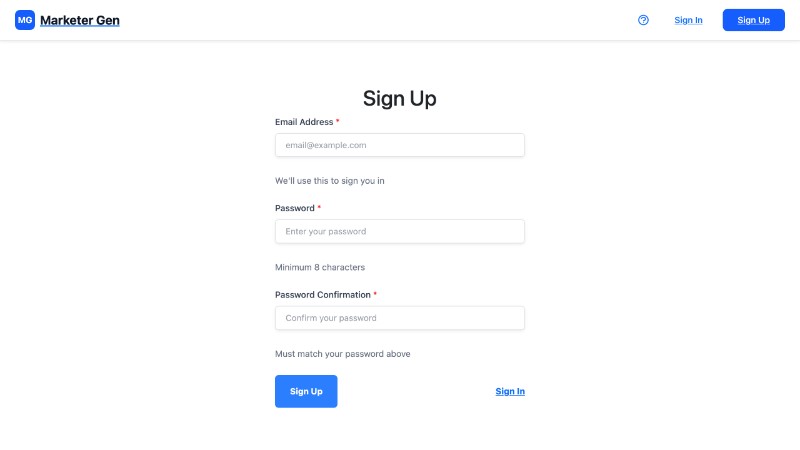 MG Marketer Gen
Sign In
Sign Up
Sign Up
Email Address *
email@example.com
We'll use this to sign you in
Password *
Enter your password
Minimum 8 characters
Password Confirmation *
Confirm your password
Must match your password above
Sign Up
Sign In